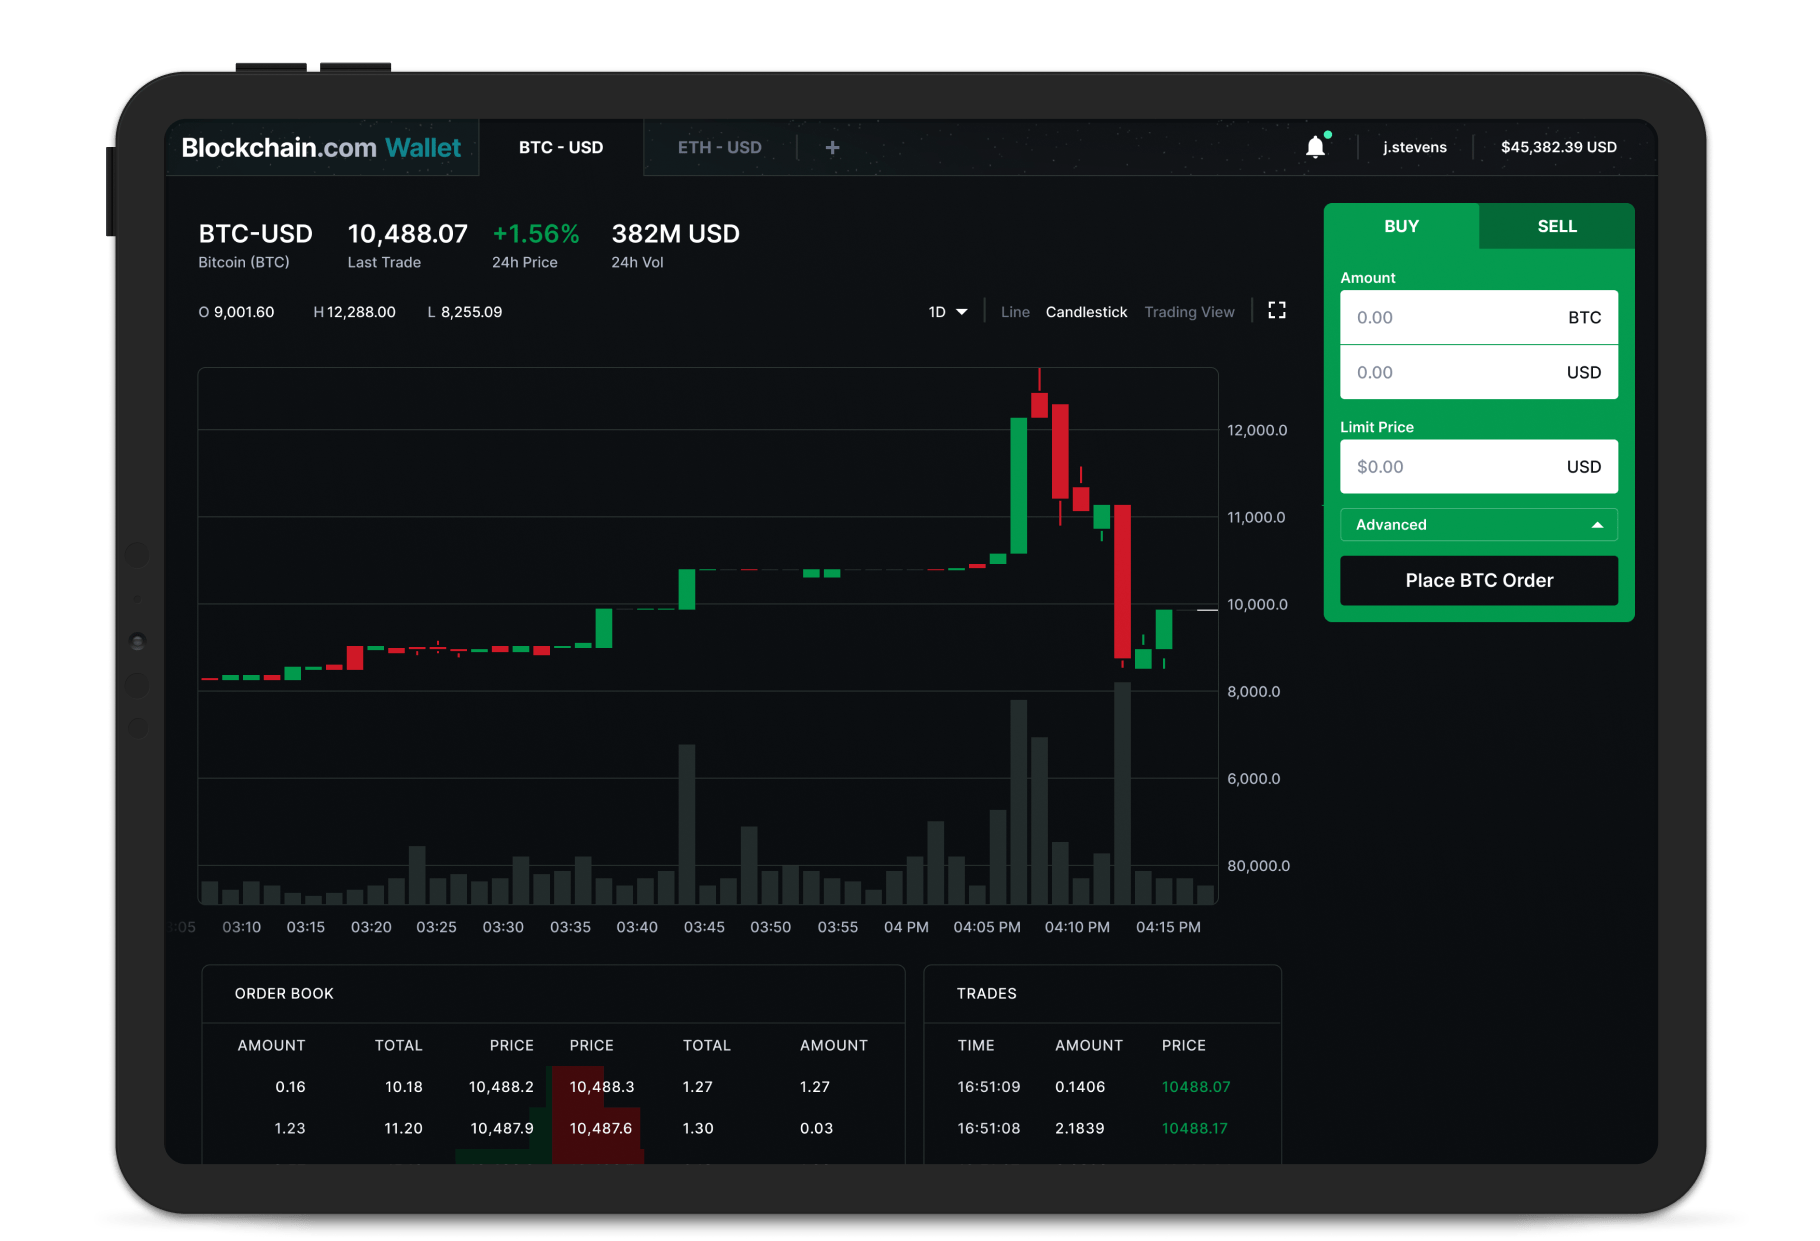 Blockchain.com Wallet
BTC - USD
ETH - USD
+
j.stevens
$45,382.39 USD
BTC-USD 10,488.07 +1.56% 382M USD
Bitcoin (BTC) Last Trade 24h Price 24h Vol
O 9,001.60 H 12,288.00 L 8,255.09
1D Line Candlestick Trading View
12,000.0
11,000.0
10,000.0
8,000.0
6,000.0
80,000.0
03:10 03:15 03:20 03:25 03:30 03:35 03:40 03:45 03:50 03:55 04 PM 04:05 PM 04:10 PM 04:15 PM
BUY SELL
Amount
0.00 BTC
0.00 USD
Limit Price
$0.00 USD
Advanced
Place BTC Order
ORDER BOOK
AMOUNT TOTAL PRICE PRICE TOTAL AMOUNT
0.16 10.18 10,488.2 10,488.3 1.27 1.27
1.23 11.20 10,487.9 10,487.6 1.30 0.03
TRADES
TIME AMOUNT PRICE
16:51:09 0.1406 10488.07
16:51:08 2.1839 10488.17